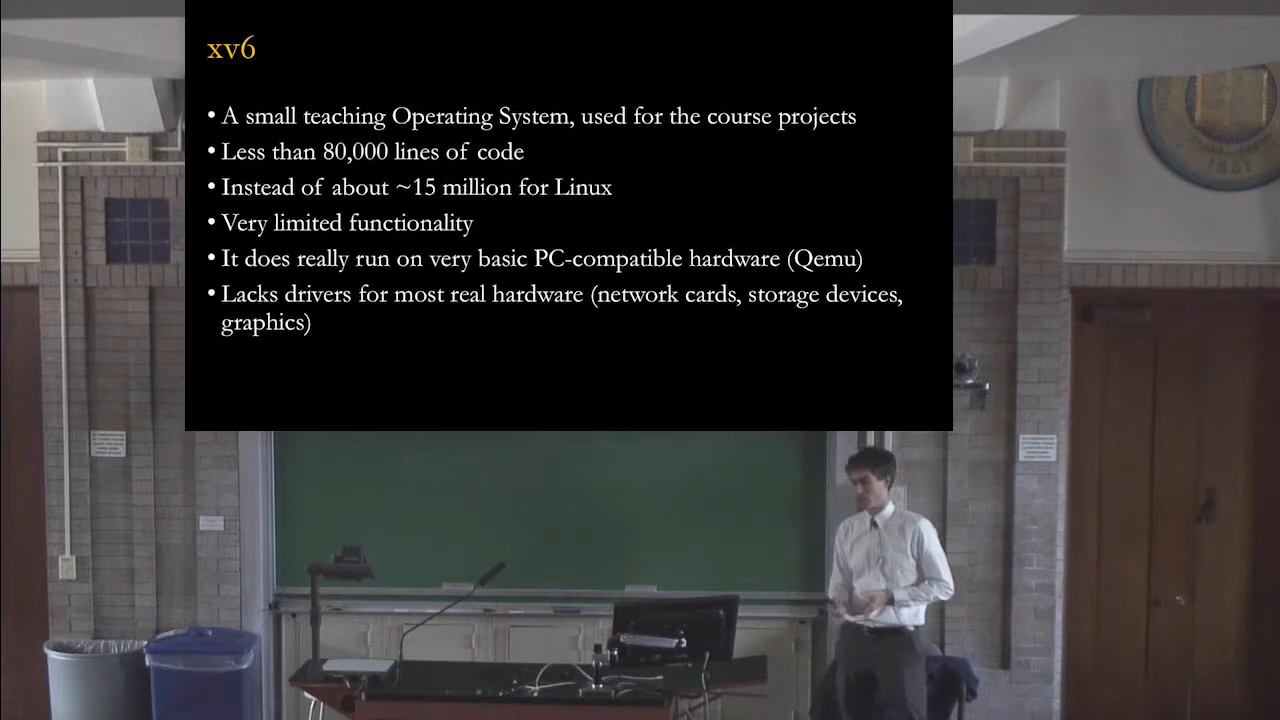 xv6
• A small teaching Operating System, used for the course projects
• Less than 80,000 lines of code
• Instead of about ~15 million for Linux
• Very limited functionality
• It does really run on very basic PC-compatible hardware (Qemu)
• Lacks drivers for most real hardware (network cards, storage devices,
graphics)